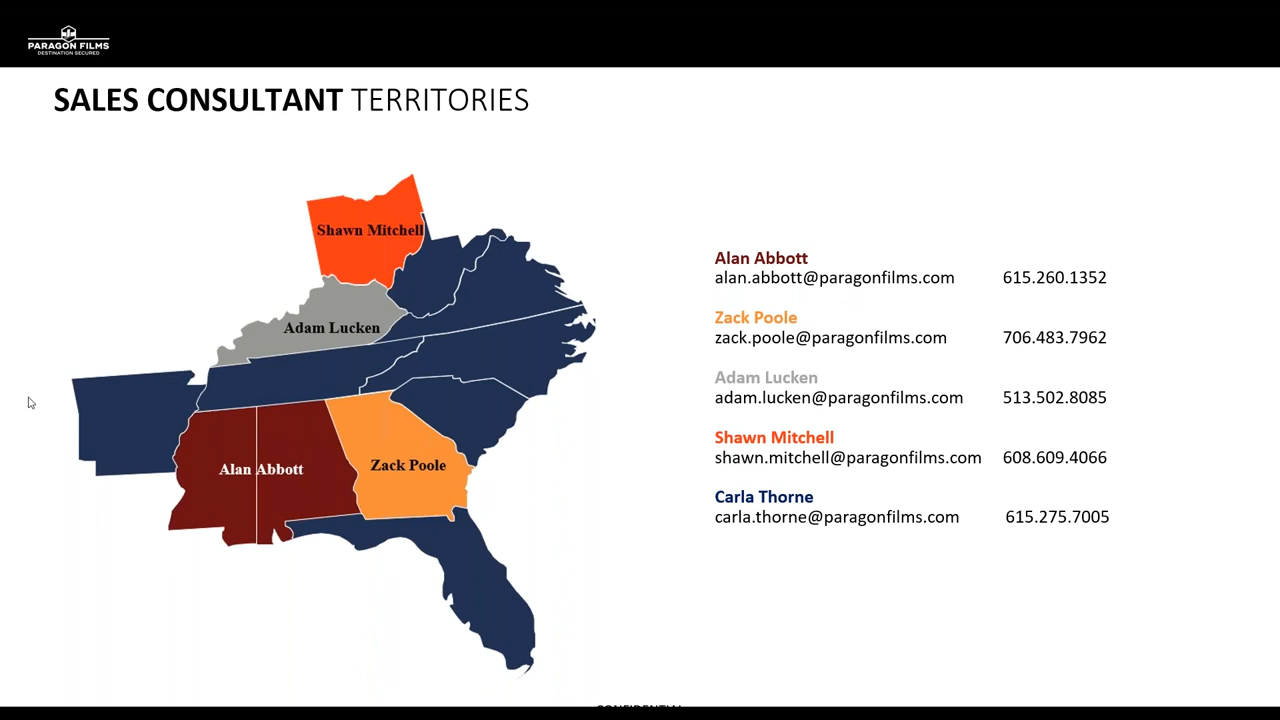 PARAGON FILMS
DESTINATION SECURED
SALES CONSULTANT TERRITORIES
Shawn Mitchell
Adam Lucken
Alan Abbott
Zack Poole
Alan Abbott
alan.abbott@paragonfilms.com 615.260.1352
Zack Poole
zack.poole@paragonfilms.com 706.483.7962
Adam Lucken
adam.lucken@paragonfilms.com 513.502.8085
Shawn Mitchell
shawn.mitchell@paragonfilms.com 608.609.4066
Carla Thorne
carla.thorne@paragonfilms.com 615.275.7005